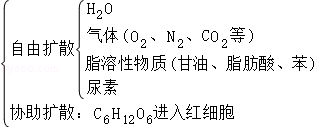 H₂O
气体(O₂、N₂、CO₂等)
自由扩散
脂溶性物质(甘油、脂肪酸、苯)
尿素
协助扩散：C₆H₁₂O₆进入红细胞